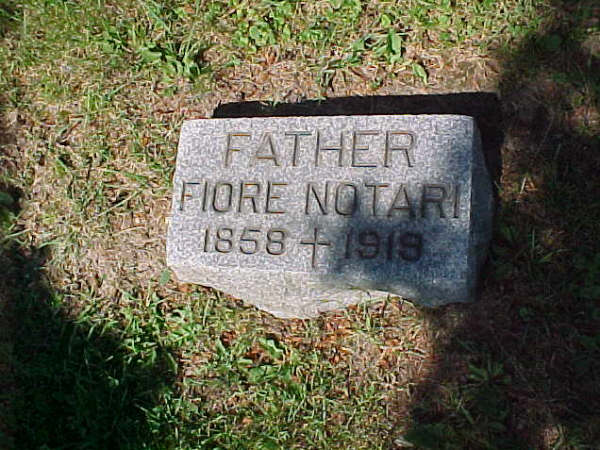 FATHER
FIORE NOTARI
1858 † 1919